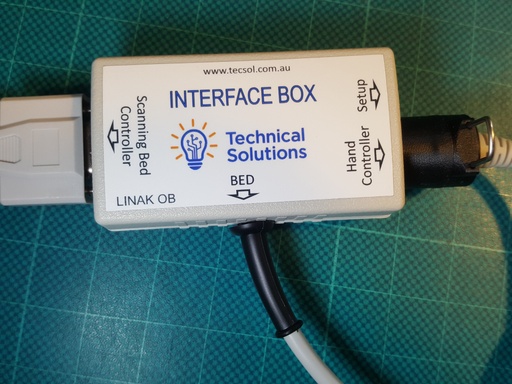 www.tecsol.com.au
INTERFACE BOX
Technical
Solutions
Scanning Bed
Controller
BED
LINAK OB
Setup
Hand
Controller